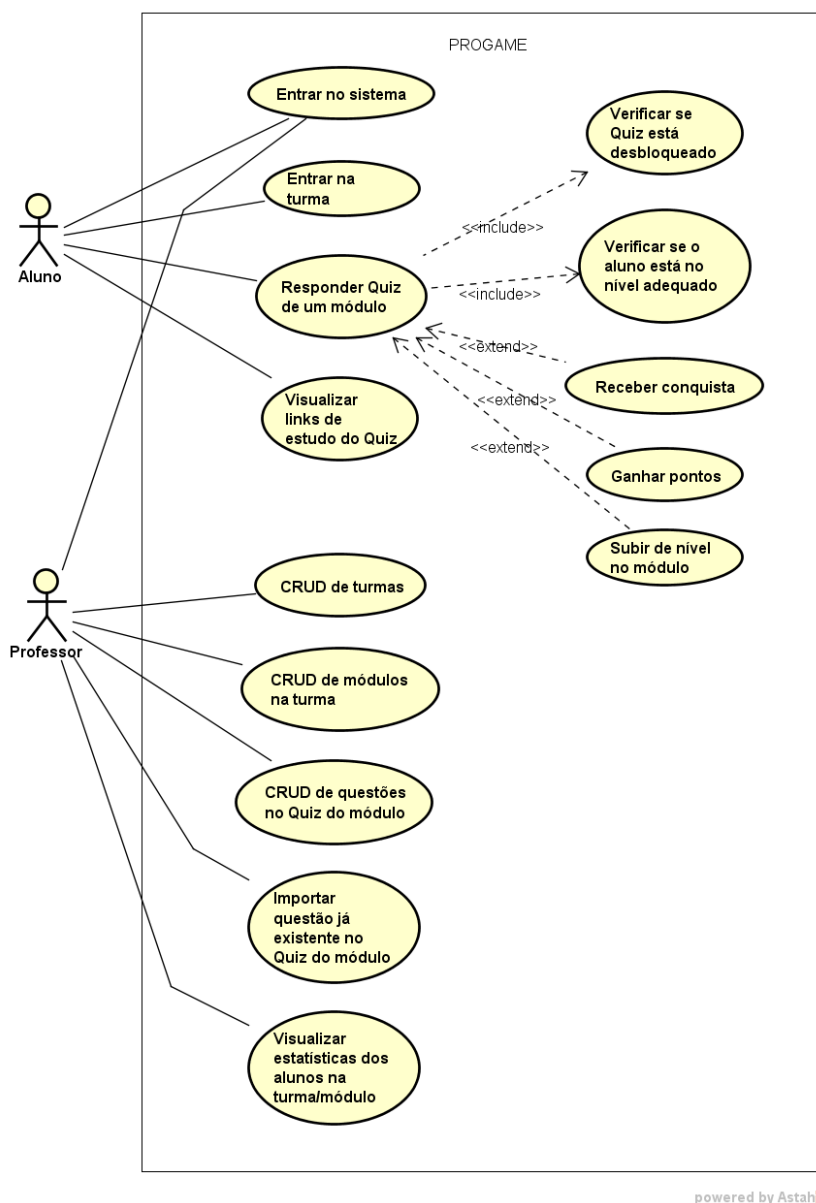 PROGAME
Entrar no sistema
Verificar se
Quiz está
desbloqueado
Entrar na
turma
Aluno
<<include>>
Verificar se o
aluno está no
nível adequado
Responder Quiz
de um módulo
<<include>>
<<extend>>
Receber conquista
Visualizar
links de
estudo do Quiz
<<extend>>
<<extend>>
Ganhar pontos
Subir de nível
no módulo
CRUD de turmas
Professor
CRUD de módulos
na turma
CRUD de questões
no Quiz do módulo
Importar
questão já
existente no
Quiz do módulo
Visualizar
estatísticas dos
alunos na
turma/módulo
powered by Astah